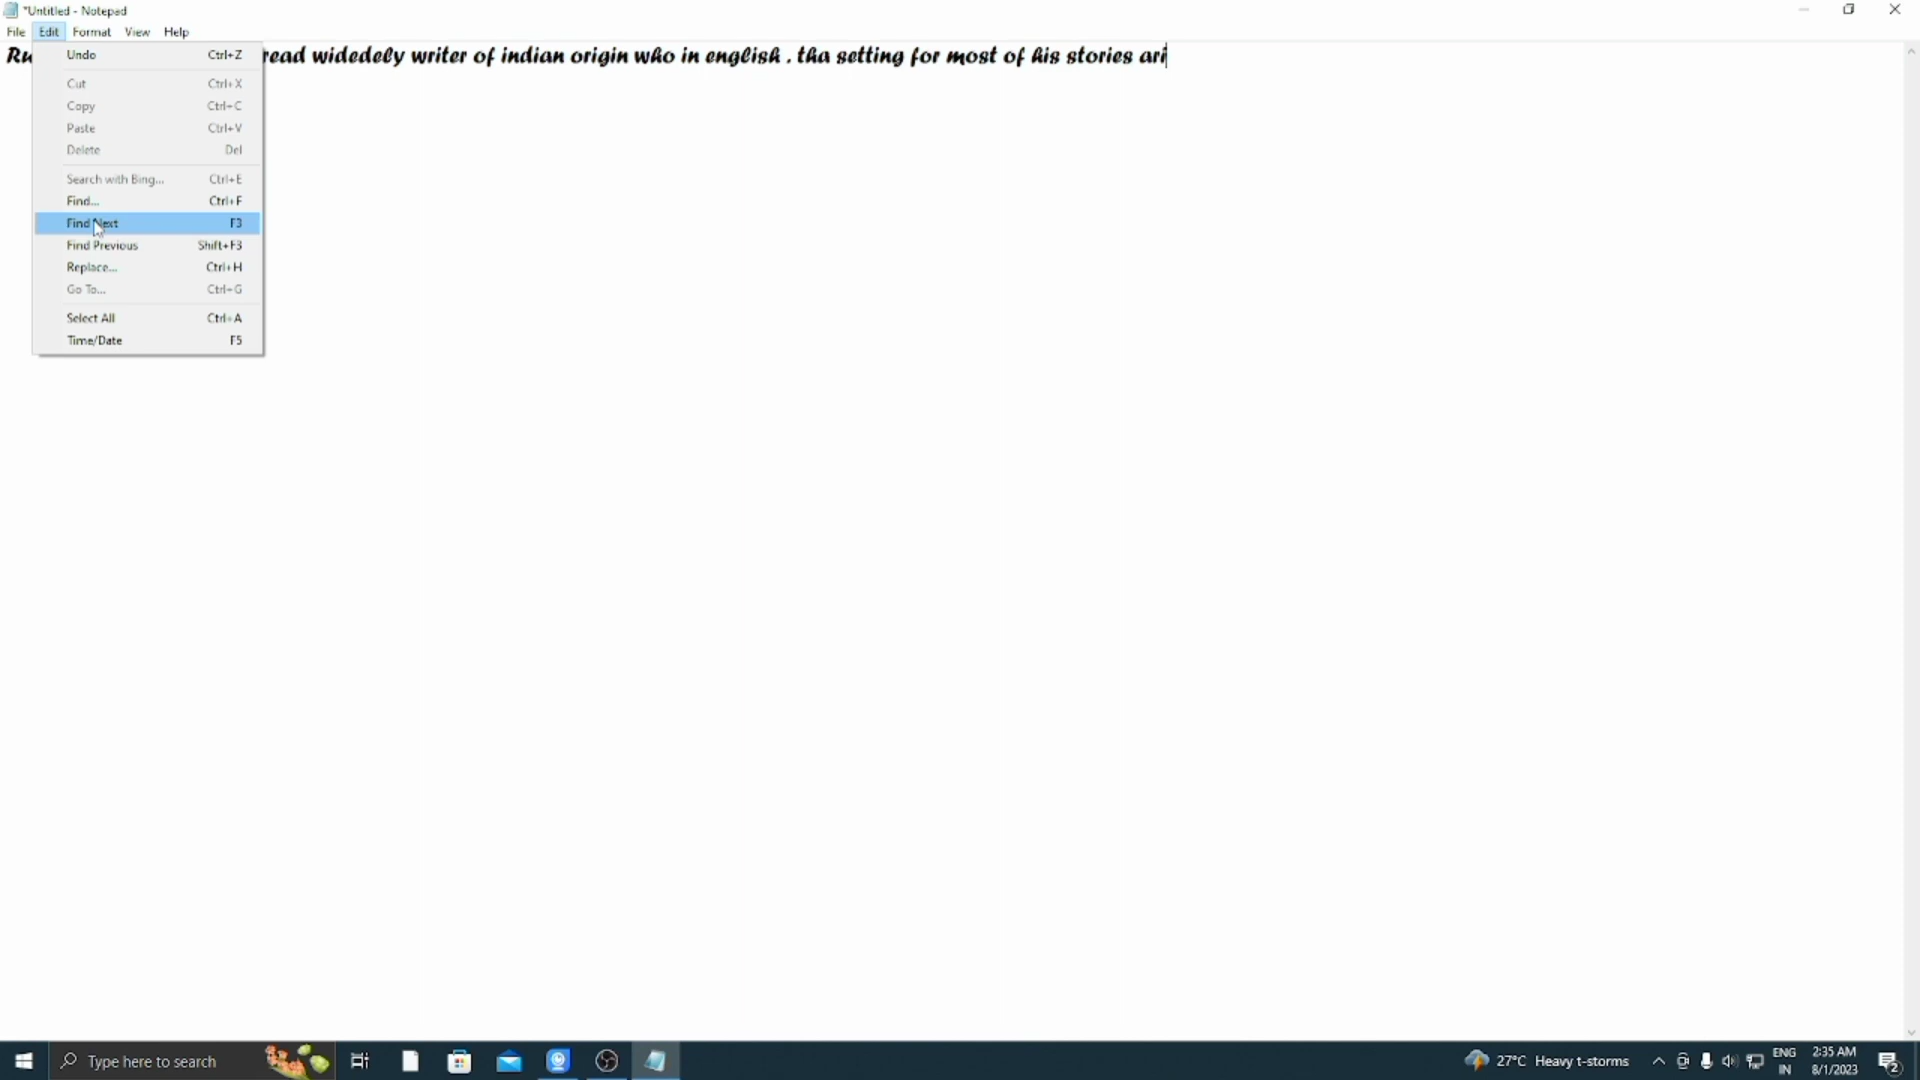 *Untitled - Notepad
File Edit Format View Help
Ru
read widedely writer of indian origin who in english . tha setting for most of his stories ari
Undo Ctrl+Z
Cut Ctrl+X
Copy Ctrl+C
Paste Ctrl+V
Delete Del
Search with Bing... Ctrl+E
Find... Ctrl+F
Find Next F3
Find Previous Shift+F3
Replace... Ctrl+H
Go To... Ctrl+G
Select All Ctrl+A
Time/Date F5
Type here to search
27°C Heavy t-storms
ENG
IN
2:35 AM
8/1/2023
2